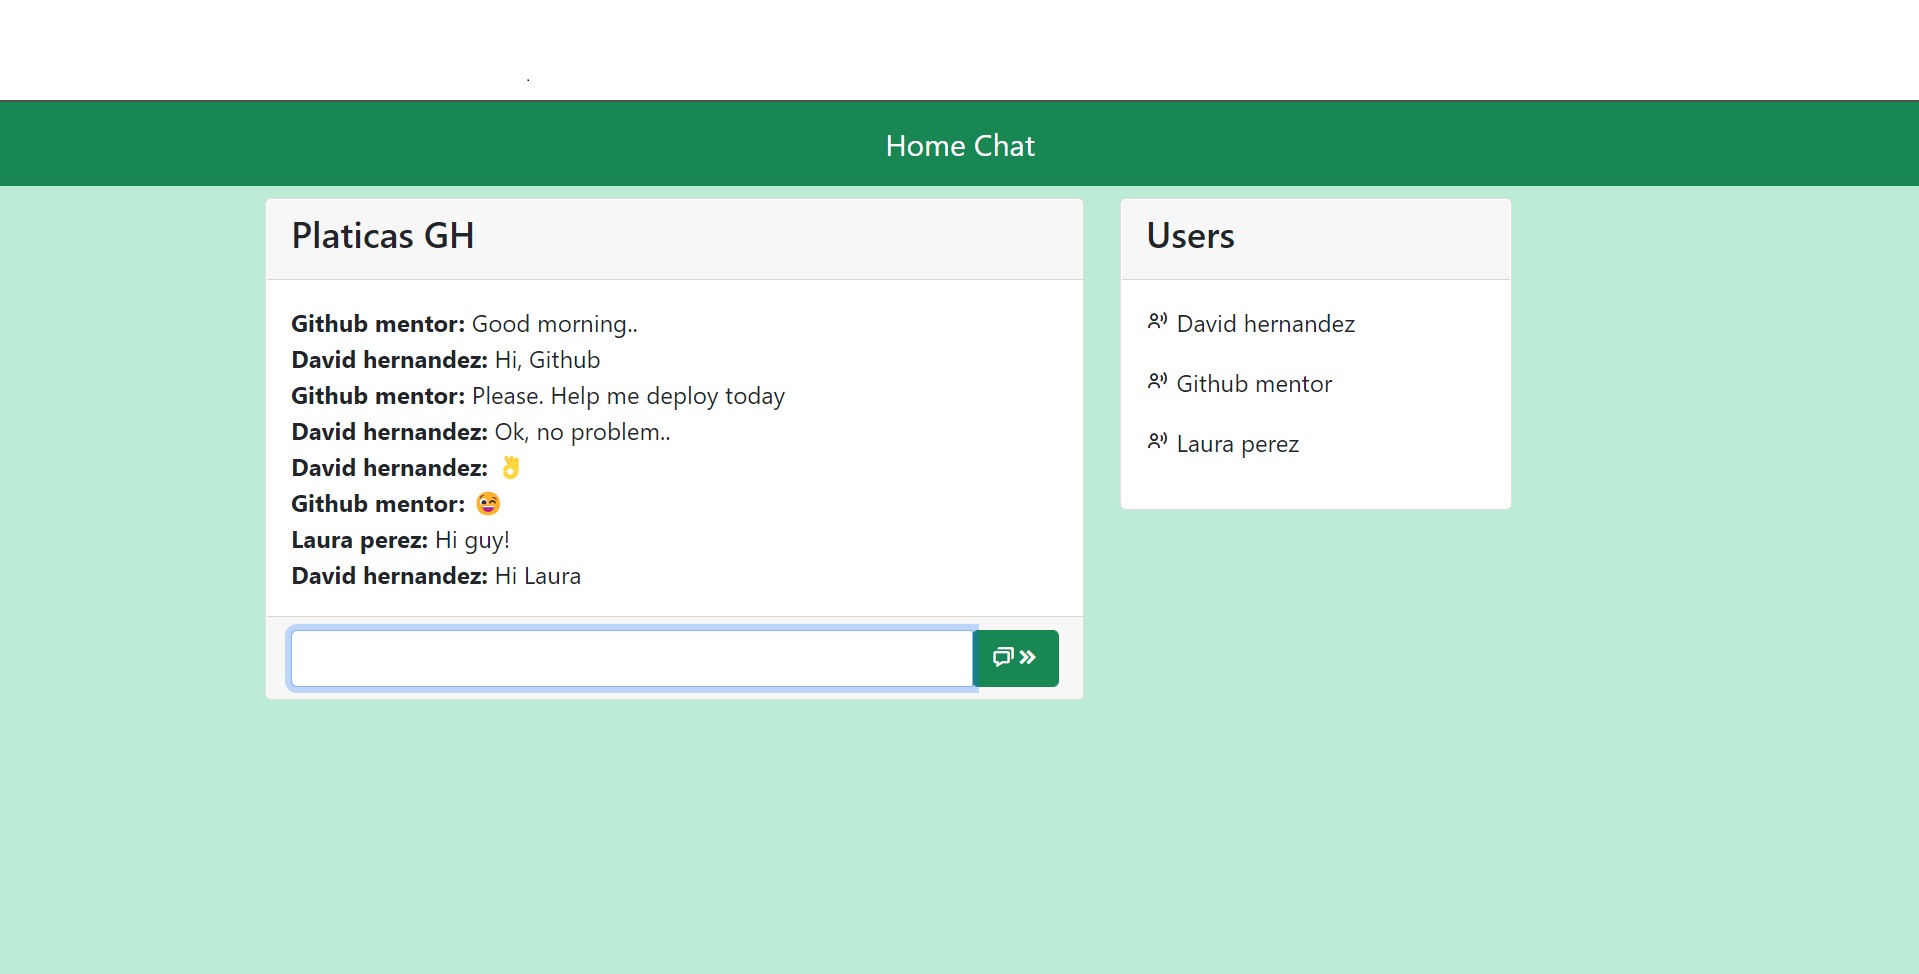 Home Chat
Platicas GH
Github mentor: Good morning..
David hernandez: Hi, Github
Github mentor: Please. Help me deploy today
David hernandez: Ok, no problem..
David hernandez: 👌
Github mentor: 😉
Laura perez: Hi guy!
David hernandez: Hi Laura
Users
David hernandez
Github mentor
Laura perez